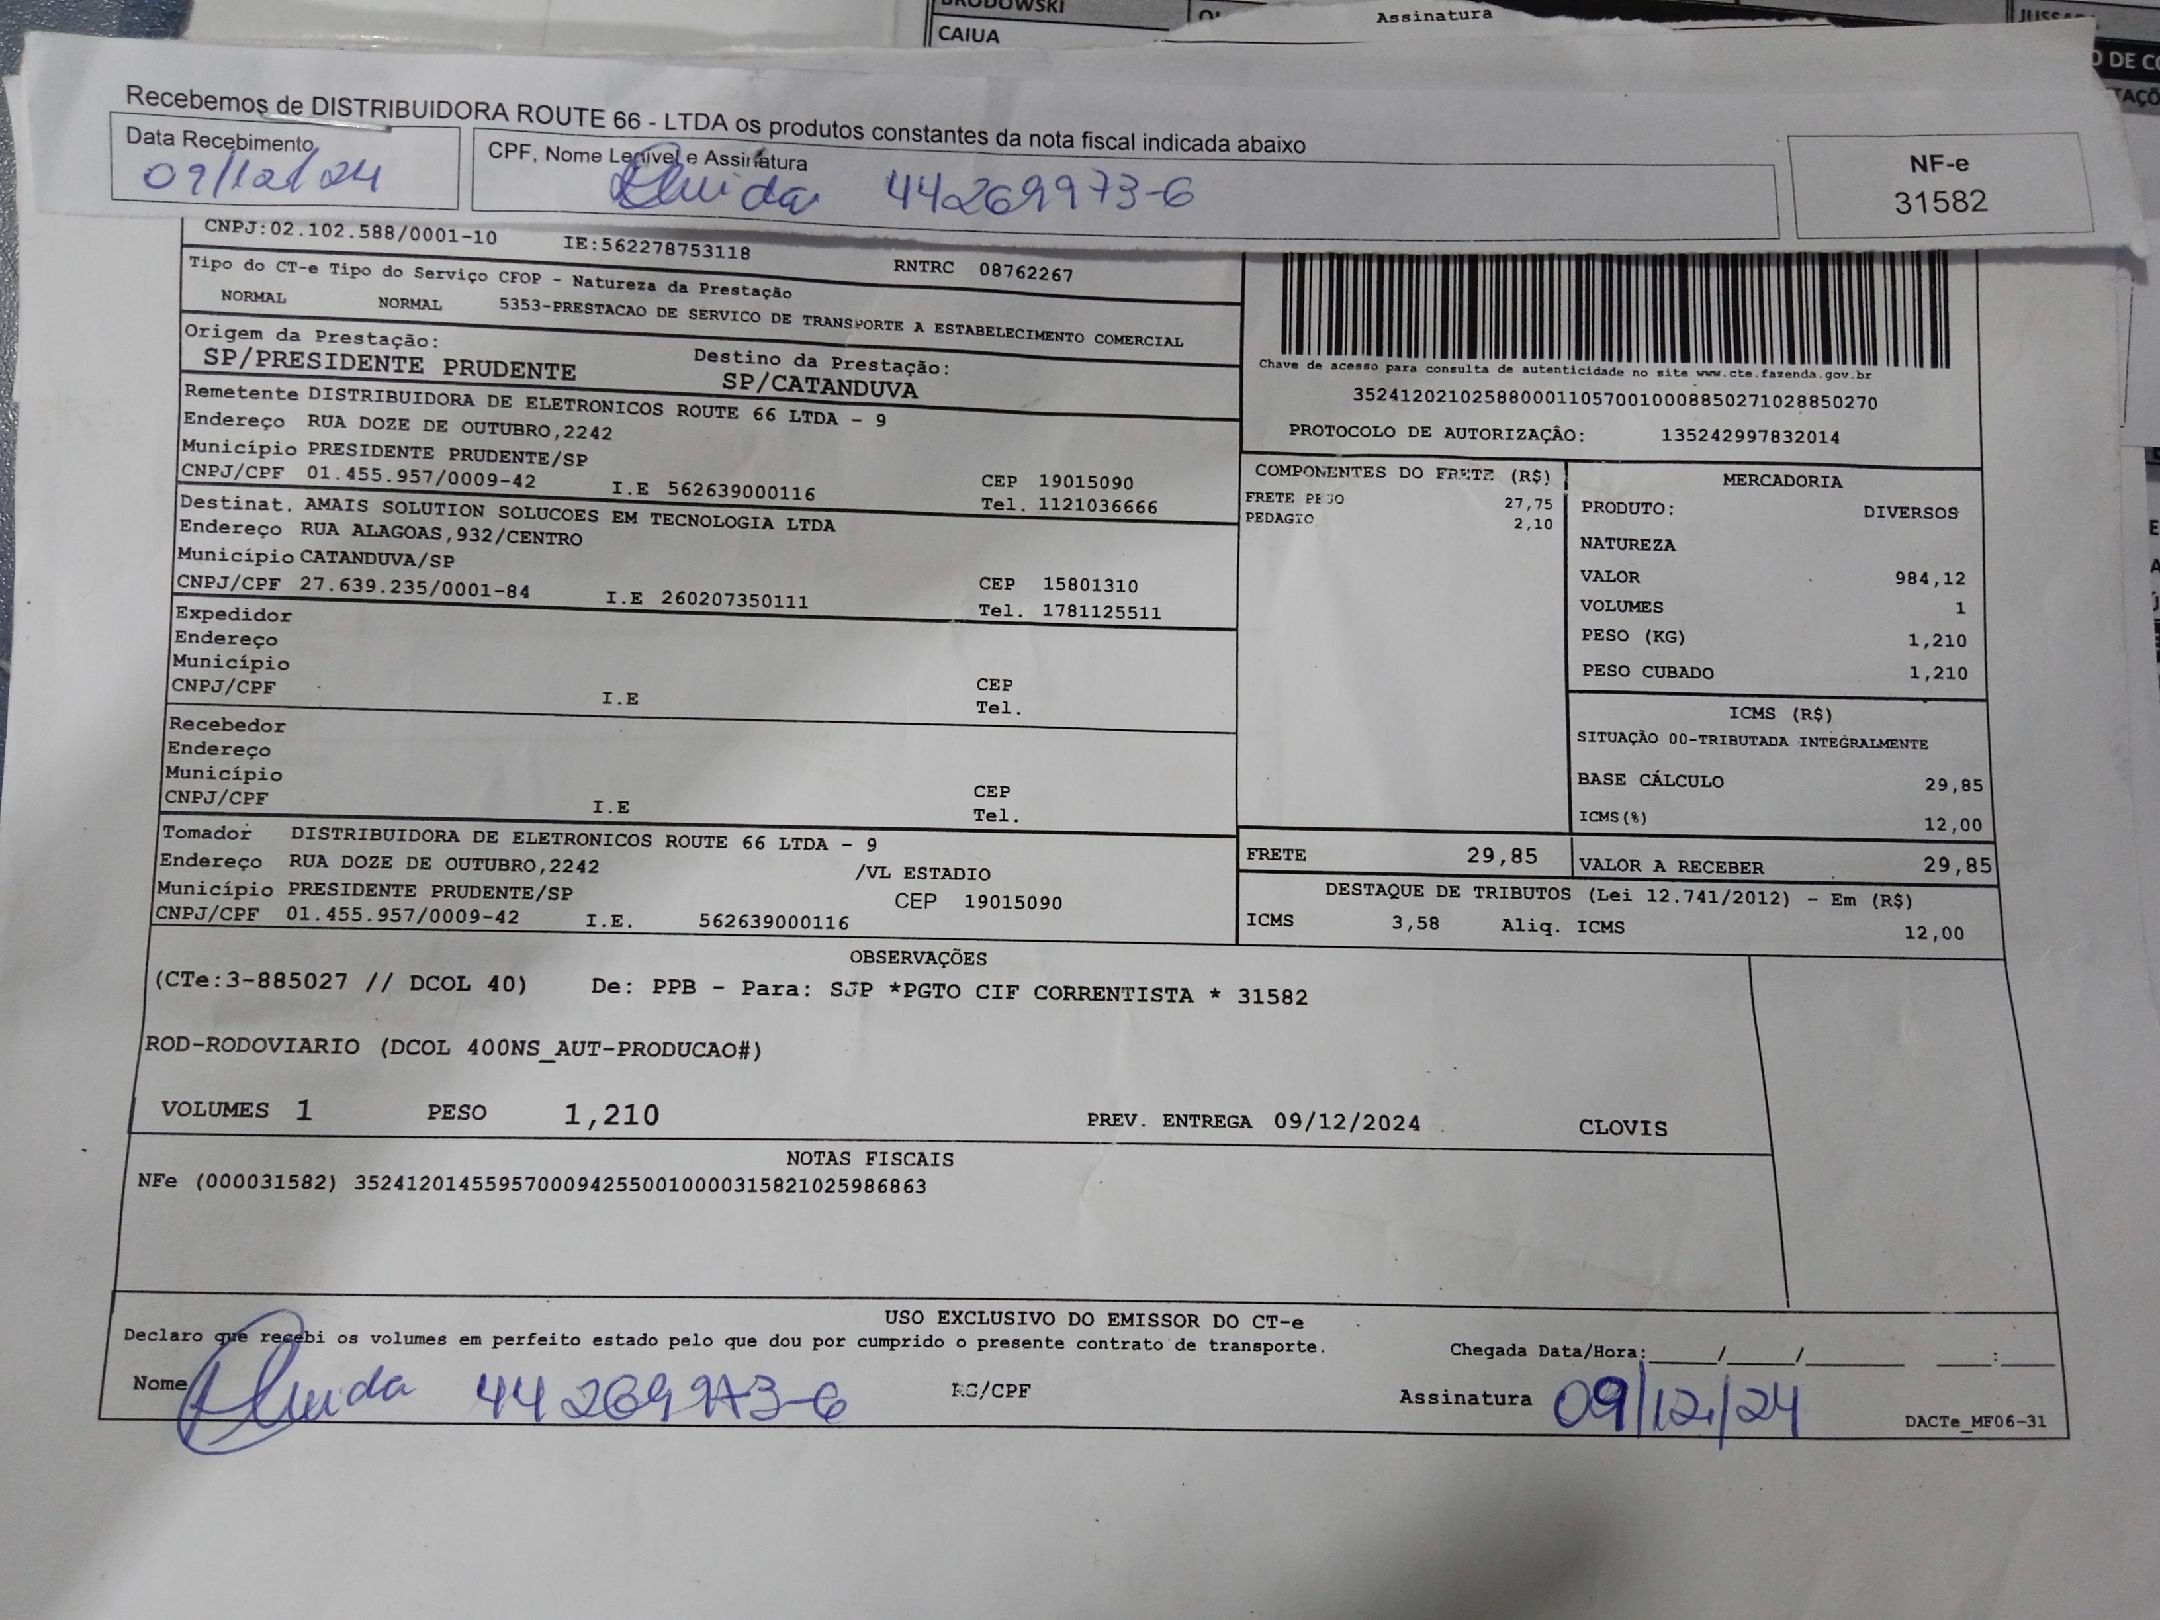 CAIUA
Assinatura
Recebemos de DISTRIBUIDORA ROUTE 66 - LTDA os produtos constantes da nota fiscal indicada abaixo
Data Recebimento
09/12/24
CPF, Nome Legivel e Assinatura
44269973-6
NF-e
31582
CNPJ:02.102.588/0001-10 IE:562278753118 RNTRC 08762267
Tipo do CT-e Tipo do Serviço CFOP - Natureza da Prestação
NORMAL NORMAL 5353-PRESTACAO DE SERVICO DE TRANSPORTE A ESTABELECIMENTO COMERCIAL
Origem da Prestação: Destino da Prestação:
SP/PRESIDENTE PRUDENTE SP/CATANDUVA
Chave de acesso para consulta de autenticidade no site www.cte.fazenda.gov.br
35241202102588000110570010008850271028850270
PROTOCOLO DE AUTORIZAÇÃO: 135242997832014
Remetente DISTRIBUIDORA DE ELETRONICOS ROUTE 66 LTDA - 9
Endereço RUA DOZE DE OUTUBRO,2242
Município PRESIDENTE PRUDENTE/SP CEP 19015090
CNPJ/CPF 01.455.957/0009-42 I.E 562639000116 Tel. 1121036666
Destinat. AMAIS SOLUTION SOLUCOES EM TECNOLOGIA LTDA
Endereço RUA ALAGOAS,932/CENTRO
Município CATANDUVA/SP CEP 15801310
CNPJ/CPF 27.639.235/0001-84 I.E 260207350111 Tel. 1781125511
Expedidor
Endereço
Município CEP
CNPJ/CPF I.E Tel.
Recebedor
Endereço
Município CEP
CNPJ/CPF I.E Tel.
Tomador DISTRIBUIDORA DE ELETRONICOS ROUTE 66 LTDA - 9
Endereço RUA DOZE DE OUTUBRO,2242 /VL ESTADIO
Município PRESIDENTE PRUDENTE/SP CEP 19015090
CNPJ/CPF 01.455.957/0009-42 I.E. 562639000116
COMPONENTES DO FRETE (R$)
FRETE PESO 27,75
PEDAGIO 2,10
MERCADORIA
PRODUTO: DIVERSOS
NATUREZA
VALOR 984,12
VOLUMES 1
PESO (KG) 1,210
PESO CUBADO 1,210
ICMS (R$)
SITUAÇÃO 00-TRIBUTADA INTEGRALMENTE
BASE CÁLCULO 29,85
ICMS(%) 12,00
FRETE 29,85 VALOR A RECEBER 29,85
DESTAQUE DE TRIBUTOS (Lei 12.741/2012) - Em (R$)
ICMS 3,58 Aliq. ICMS 12,00
OBSERVAÇÕES
(CTe:3-885027 // DCOL 40) De: PPB - Para: SJP *PGTO CIF CORRENTISTA * 31582
ROD-RODOVIARIO (DCOL 400NS_AUT-PRODUCAO#)
VOLUMES 1 PESO 1,210 PREV. ENTREGA 09/12/2024 CLOVIS
NOTAS FISCAIS
NFe (000031582) 35241201455957000942550010000315821025986863
USO EXCLUSIVO DO EMISSOR DO CT-e
Declaro que recebi os volumes em perfeito estado pelo que dou por cumprido o presente contrato de transporte. Chegada Data/Hora:____/____/____ ____:____
Nome 44269973-6 RG/CPF Assinatura 09/12/24
DACTe_MF06-31